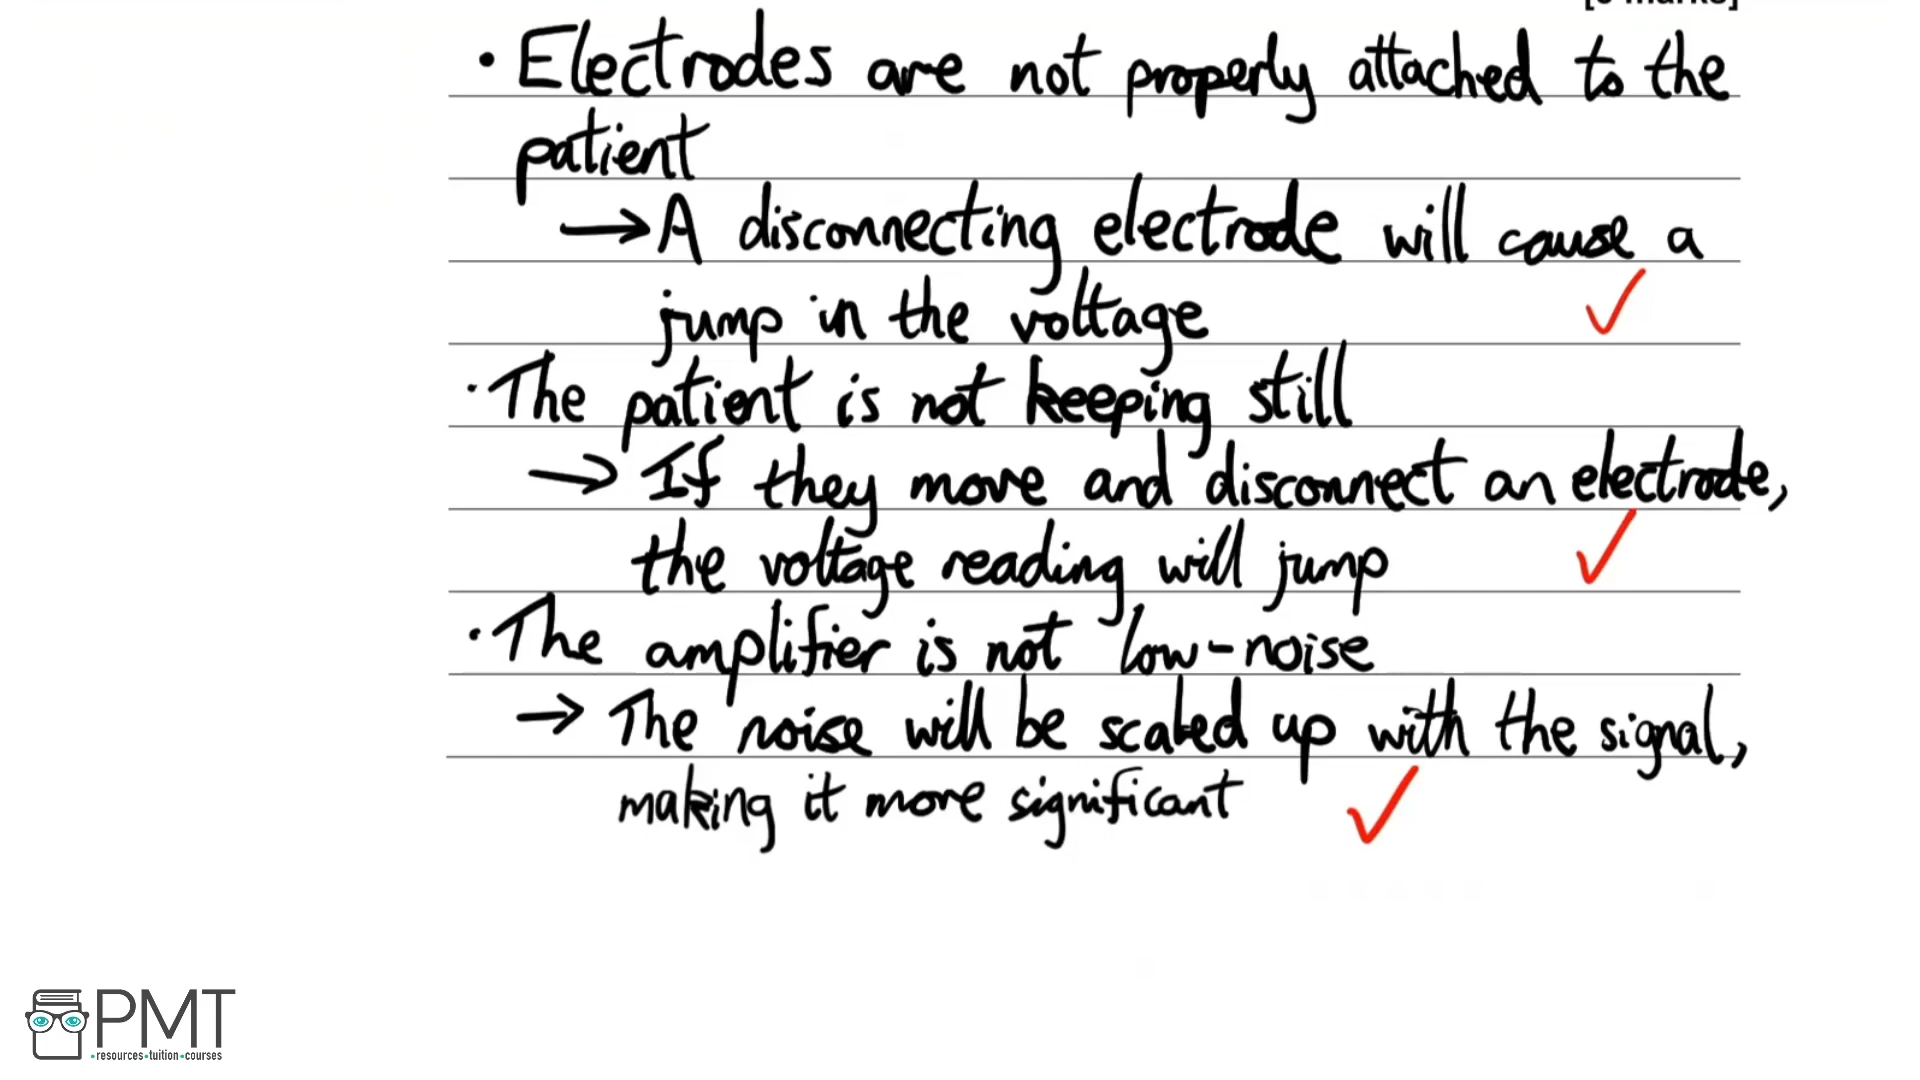 • Electrodes are not properly attached to the
patient
→ A disconnecting electrode will cause a
jump in the voltage
· The patient is not keeping still
→ If they move and disconnect an electrode,
the voltage reading will jump
· The amplifier is not low-noise
→ The noise will be scaled up with the signal,
making it more significant
PMT
•resources•tuition•courses